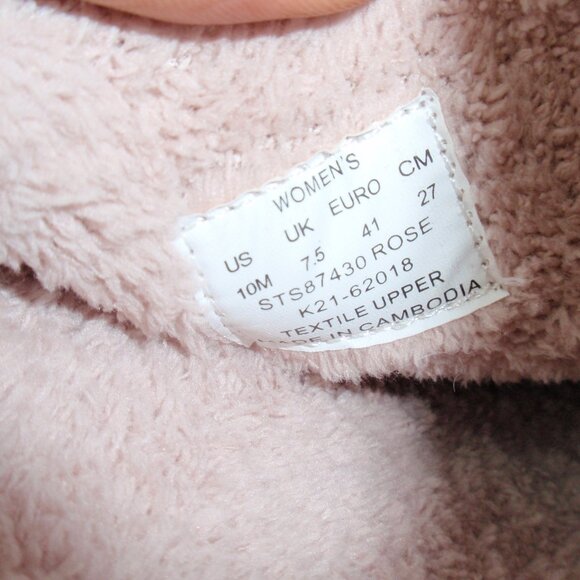 WOMEN'S
US UK EURO CM
10M 7.5 41 27
STS87430 ROSE
K21-62018
TEXTILE UPPER
MADE IN CAMBODIA